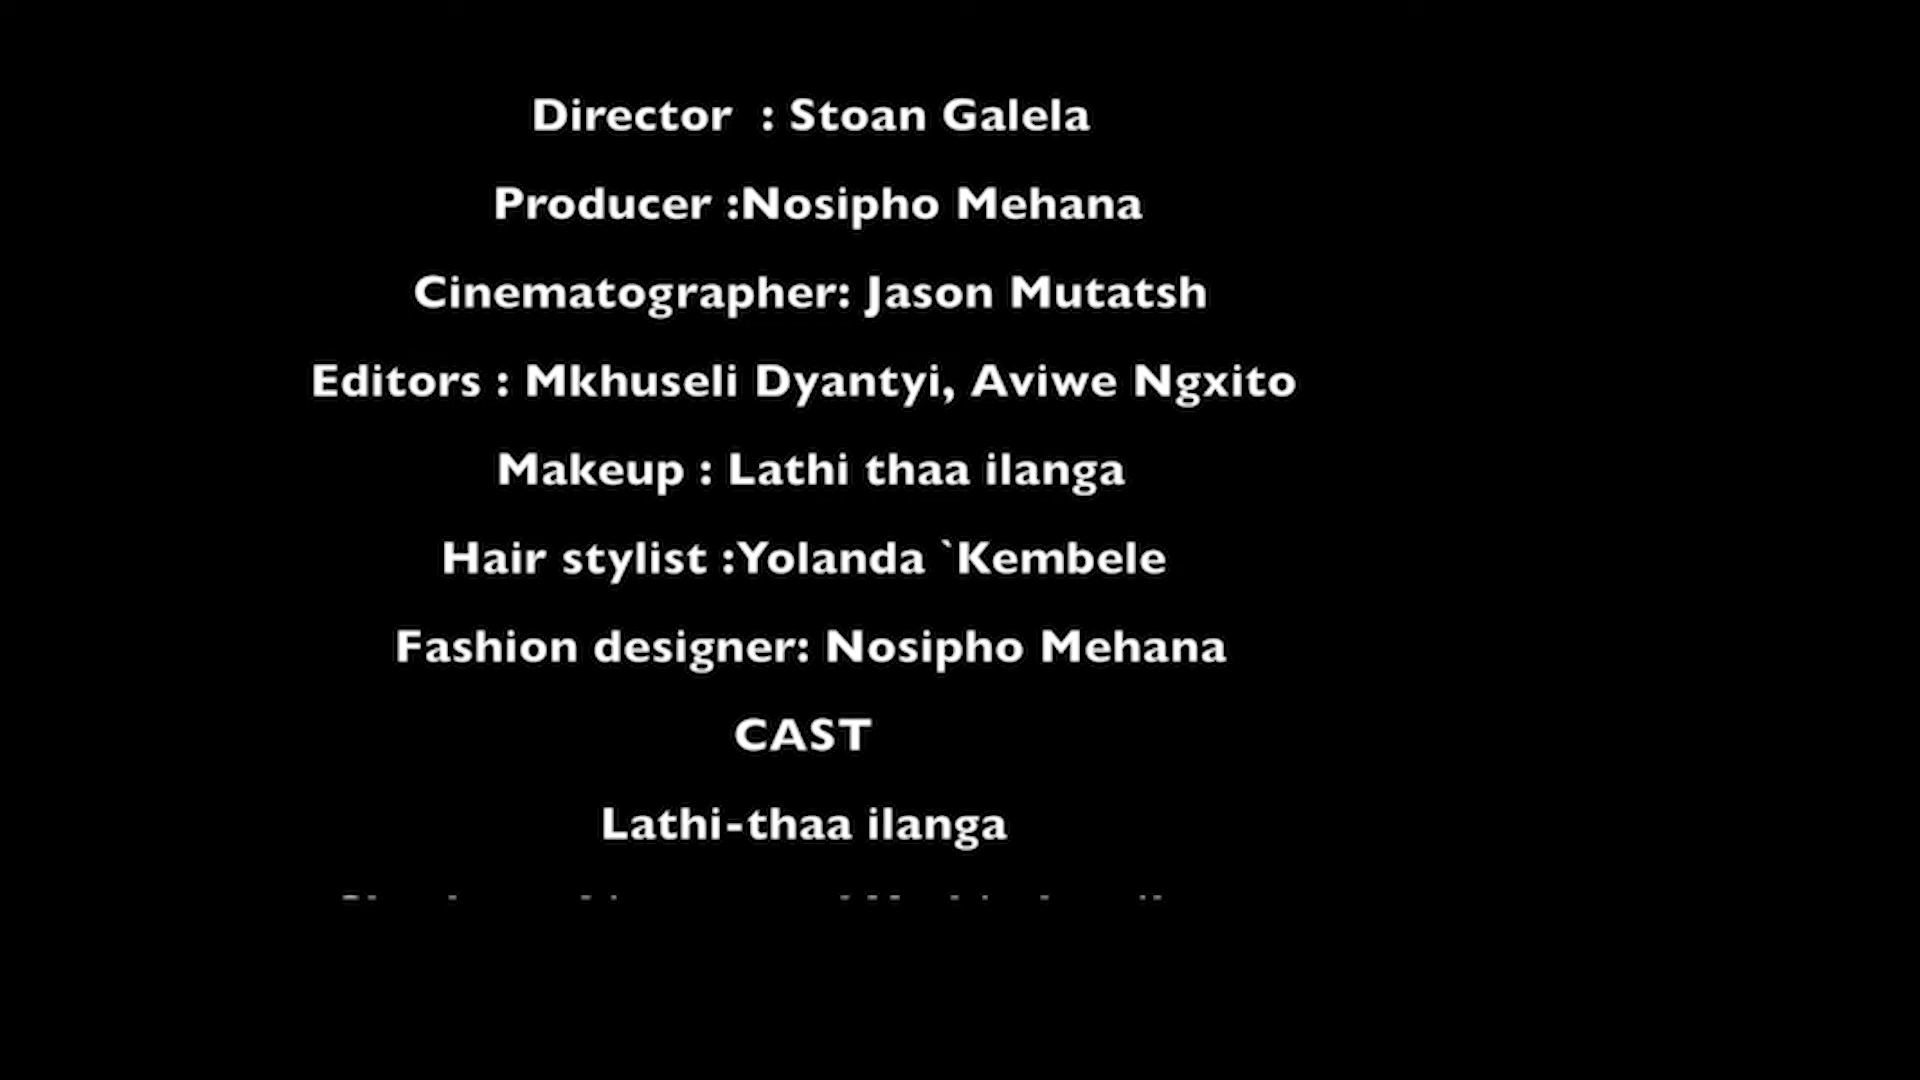 Director  : Stoan Galela
Producer :Nosipho Mehana
Cinematographer: Jason Mutatsh
Editors : Mkhuseli Dyantyi, Aviwe Ngxito
Makeup : Lathi thaa ilanga
Hair stylist :Yolanda `Kembele
Fashion designer: Nosipho Mehana
CAST
Lathi-thaa ilanga